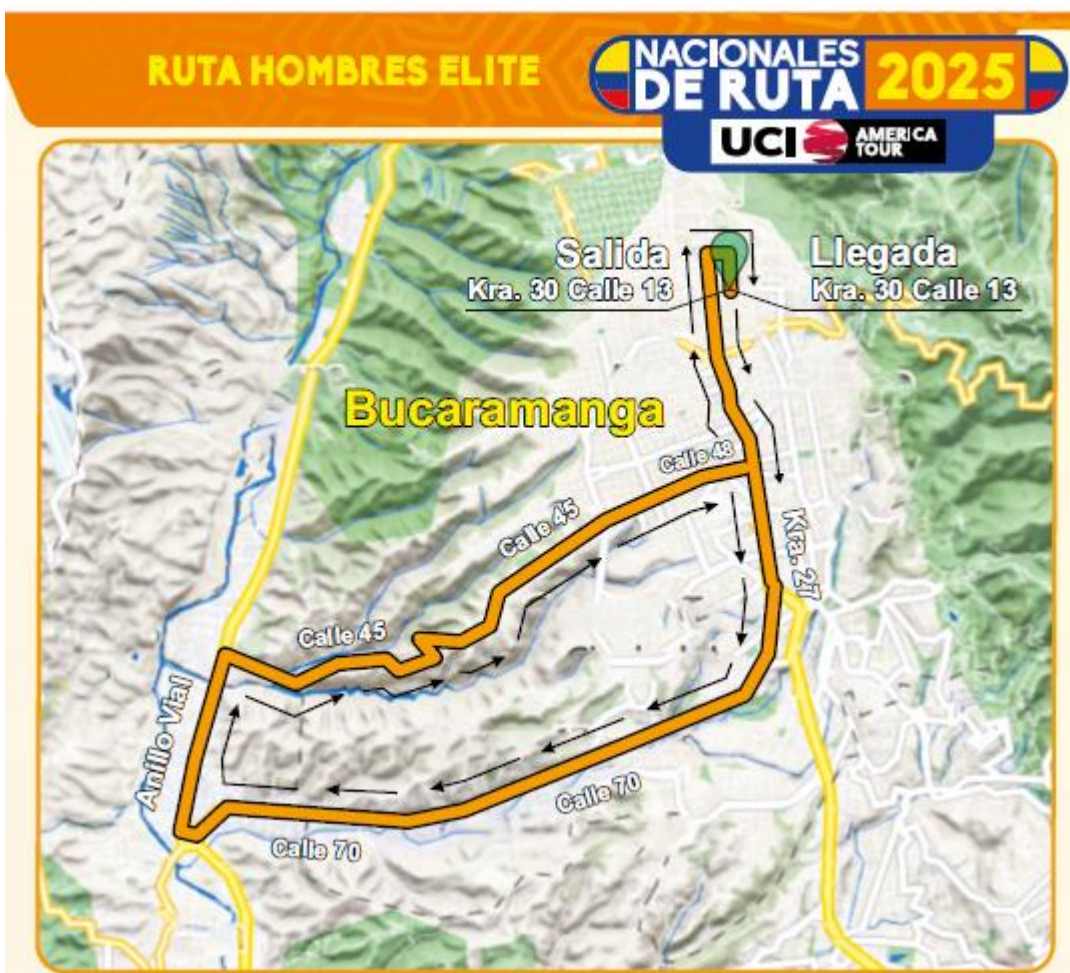 RUTA HOMBRES ELITE
NACIONALES
DE RUTA
2025
UCI
AMERICA
TOUR
Salida
Kra. 30 Calle 13
Llegada
Kra. 30 Calle 13
Bucaramanga
Calle 48
Calle 45
Kra. 27
Calle 45
Anillo Vial
Calle 70
Calle 70